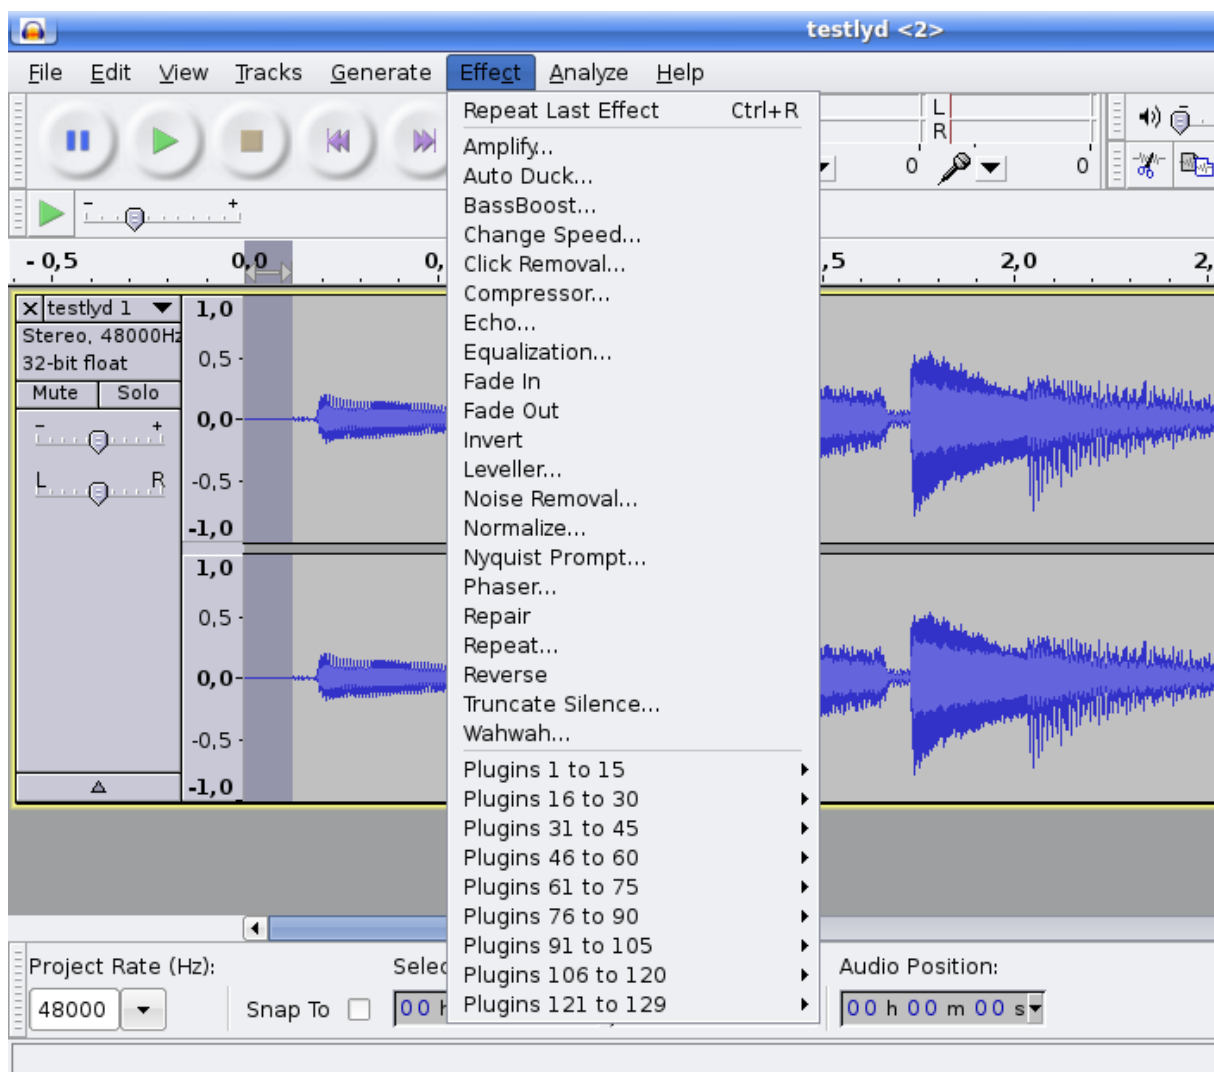 testlyd <2>
File Edit View Tracks Generate Effect Analyze Help
Repeat Last Effect Ctrl+R
Amplify...
Auto Duck...
BassBoost...
Change Speed...
Click Removal...
Compressor...
Echo...
Equalization...
Fade In
Fade Out
Invert
Leveller...
Noise Removal...
Normalize...
Nyquist Prompt...
Phaser...
Repair
Repeat...
Reverse
Truncate Silence...
Wahwah...
Plugins 1 to 15
Plugins 16 to 30
Plugins 31 to 45
Plugins 46 to 60
Plugins 61 to 75
Plugins 76 to 90
Plugins 91 to 105
Plugins 106 to 120
Plugins 121 to 129
L
R
0 0
- +
- 0,5 0,0 0, ,5 2,0 2,
testlyd 1
Stereo, 48000Hz
32-bit float
Mute Solo
- +
L R
1,0
0,5
0,0
-0,5
-1,0
1,0
0,5
0,0
-0,5
-1,0
Project Rate (Hz): Selec Audio Position:
48000 Snap To 00 h 00 h 00 m 00 s